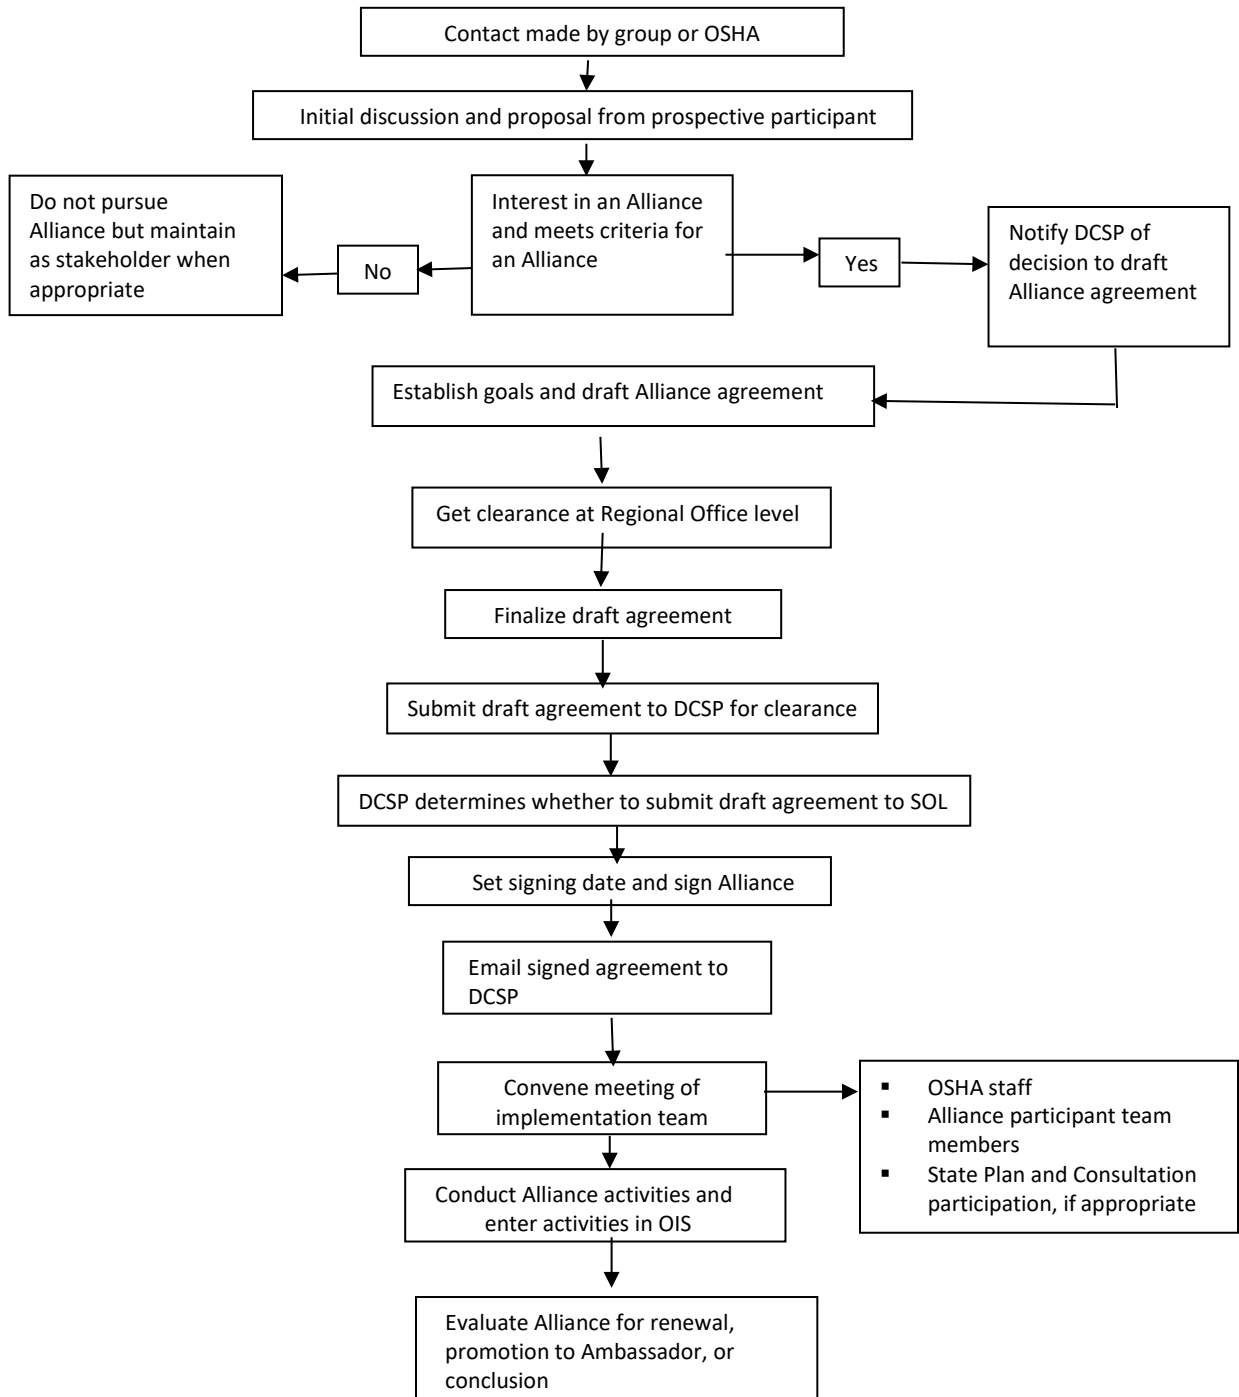 Contact made by group or OSHA
Initial discussion and proposal from prospective participant
Do not pursue
Alliance but maintain
as stakeholder when
appropriate
No
Interest in an Alliance
and meets criteria for
an Alliance
Yes
Notify DCSP of
decision to draft
Alliance agreement
Establish goals and draft Alliance agreement
Get clearance at Regional Office level
Finalize draft agreement
Submit draft agreement to DCSP for clearance
DCSP determines whether to submit draft agreement to SOL
Set signing date and sign Alliance
Email signed agreement to
DCSP
Convene meeting of
implementation team
▪ OSHA staff
▪ Alliance participant team
members
▪ State Plan and Consultation
participation, if appropriate
Conduct Alliance activities and
enter activities in OIS
Evaluate Alliance for renewal,
promotion to Ambassador, or
conclusion